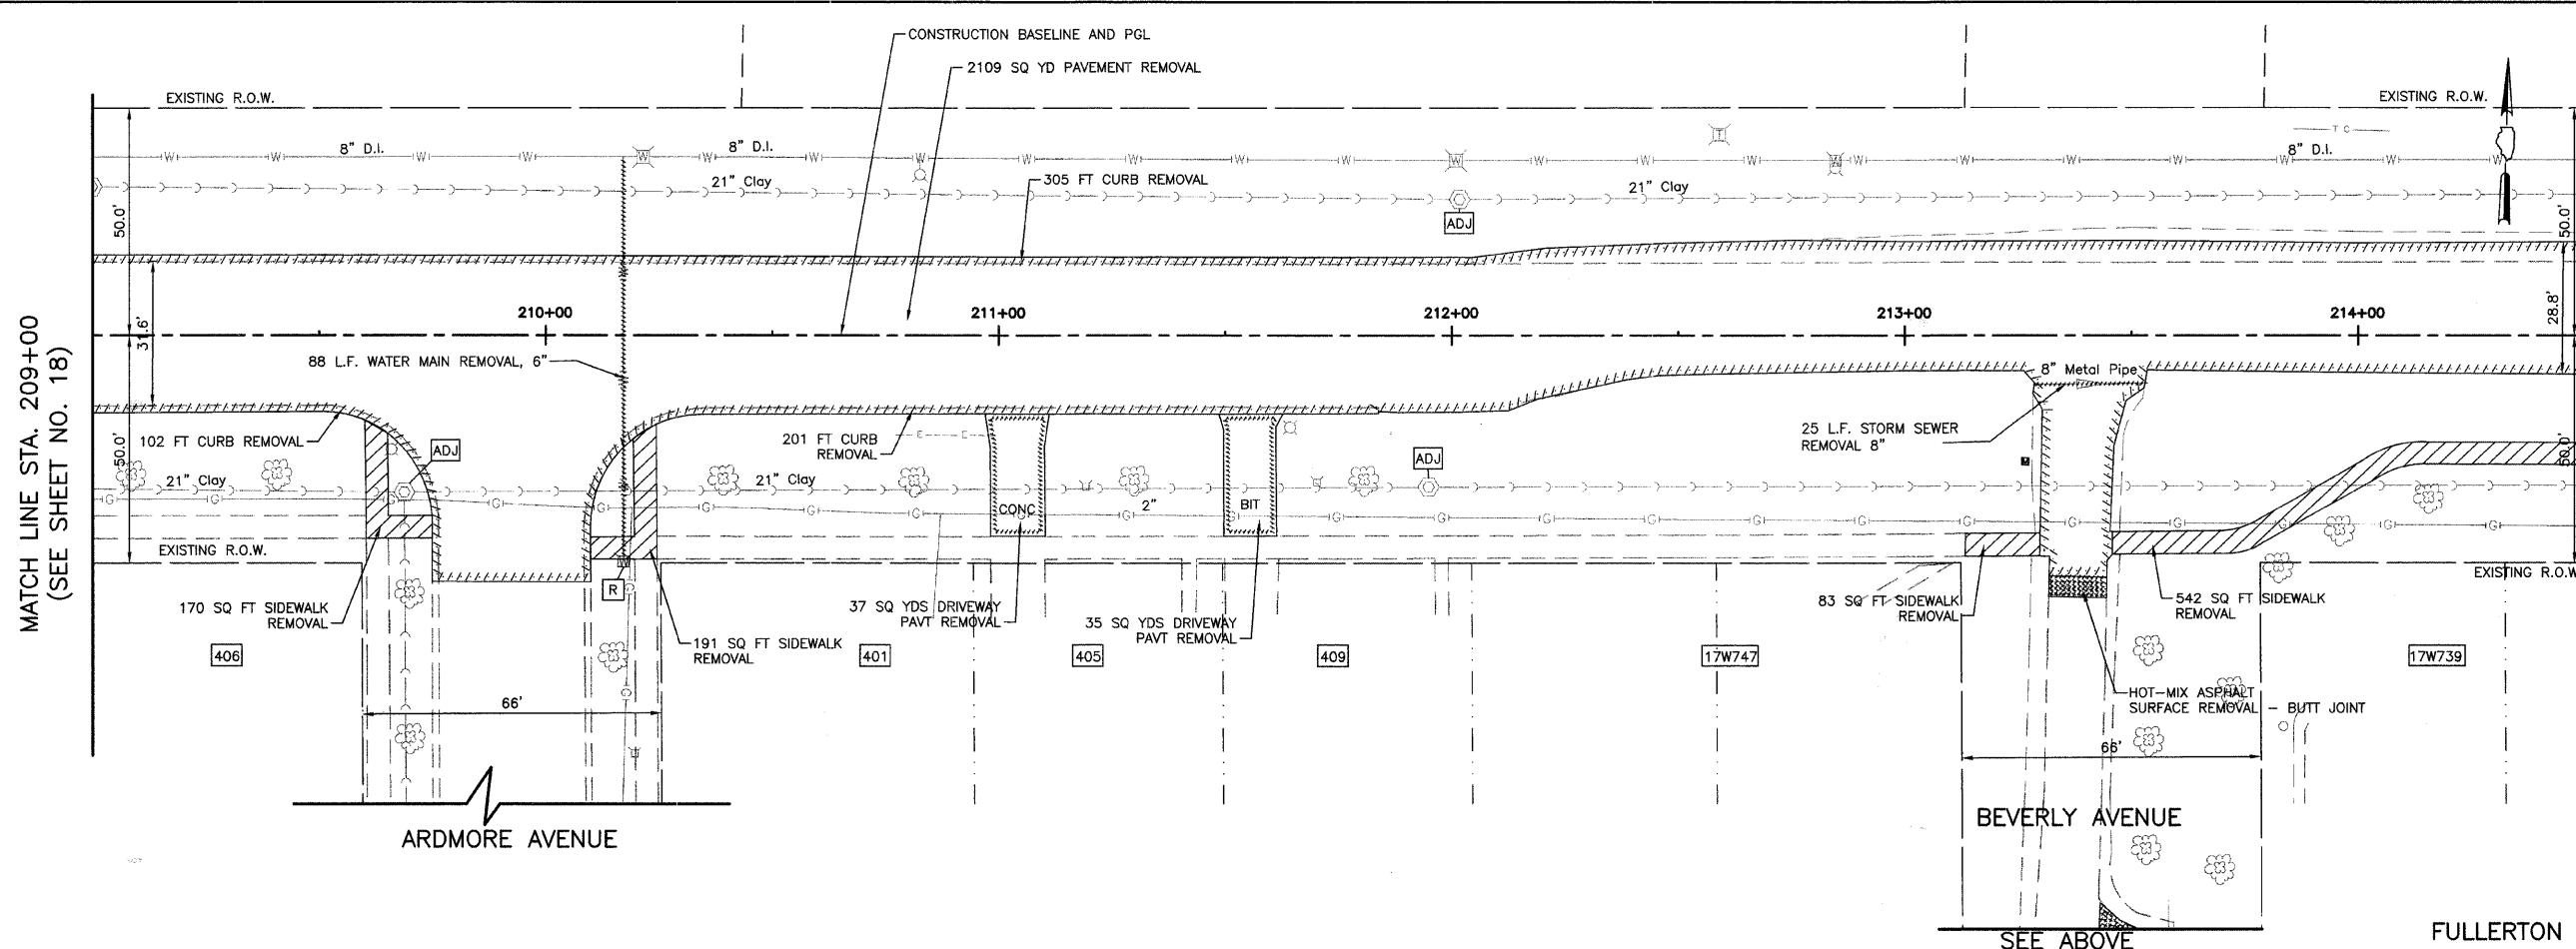 CONSTRUCTION BASELINE AND PGL
2109 SQ YD PAVEMENT REMOVAL
EXISTING R.O.W.
EXISTING R.O.W.
T C
8" D.I.
8" D.I.
8" D.I.
W W W W W W W W W W W W W W W W W W W W W W
T
21" Clay
305 FT CURB REMOVAL
21" Clay
50.0'
50.0'
ADJ
MATCH LINE STA. 209+00
(SEE SHEET NO. 18)
210+00
211+00
212+00
213+00
214+00
31.6'
28.8'
88 L.F. WATER MAIN REMOVAL, 6"
8" Metal Pipe
102 FT CURB REMOVAL
ADJ
201 FT CURB
REMOVAL
E E
25 L.F. STORM SEWER
REMOVAL 8"
50.0'
50.0'
ADJ
21" Clay
21" Clay
2"
G G G G G G G G G G G G G G G G G G G G
CONC
BIT
EXISTING R.O.W.
EXISTING R.O.W.
R
170 SQ FT SIDEWALK
REMOVAL
191 SQ FT SIDEWALK
REMOVAL
37 SQ YDS DRIVEWAY
PAVT REMOVAL
35 SQ YDS DRIVEWAY
PAVT REMOVAL
83 SQ FT SIDEWALK
REMOVAL
542 SQ FT SIDEWALK
REMOVAL
406
401
405
409
17W747
17W739
HOT-MIX ASPHALT
SURFACE REMOVAL - BUTT JOINT
66'
66'
ARDMORE AVENUE
BEVERLY AVENUE
SEE ABOVE
FULLERTON